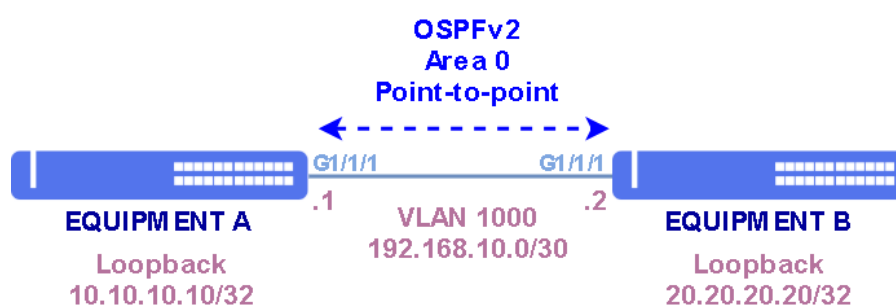 OSPFv2
Area 0
Point-to-point
G1/1/1
G1/1/1
.1
.2
VLAN 1000
192.168.10.0/30
EQUIPMENT A
Loopback
10.10.10.10/32
EQUIPMENT B
Loopback
20.20.20.20/32